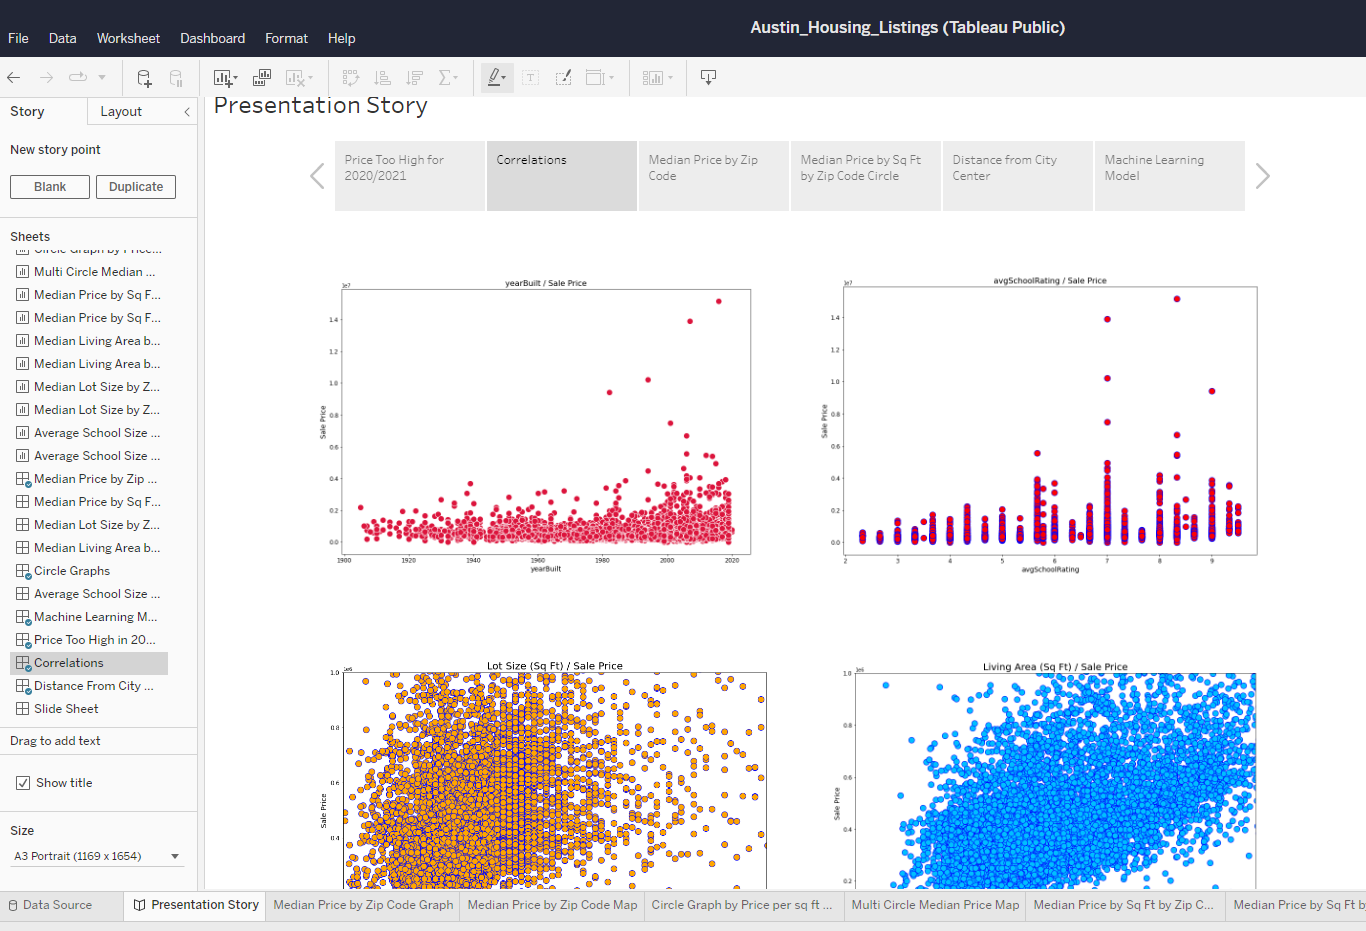 Austin_Housing_Listings (Tableau Public)
File Data Worksheet Dashboard Format Help
Story Layout
New story point
Blank Duplicate
Sheets
Circle Graph by Price...
Multi Circle Median ...
Median Price by Sq F...
Median Price by Sq F...
Median Living Area b...
Median Living Area b...
Median Lot Size by Z...
Median Lot Size by Z...
Average School Size ...
Average School Size ...
Median Price by Zip ...
Median Price by Sq F...
Median Lot Size by Z...
Median Living Area b...
Circle Graphs
Average School Size ...
Machine Learning M...
Price Too High in 20...
Correlations
Distance From City ...
Slide Sheet
Drag to add text
Show title
Size
A3 Portrait (1169 x 1654)
Presentation Story
Price Too High for
2020/2021
Correlations
Median Price by Zip
Code
Median Price by Sq Ft
by Zip Code Circle
Distance from City
Center
Machine Learning
Model
yearBuilt / Sale Price
1e7
1.4
1.2
1.0
0.8
0.6
0.4
0.2
0.0
Sale Price
1900 1920 1940 1960 1980 2000 2020
yearBuilt
avgSchoolRating / Sale Price
1e7
1.4
1.2
1.0
0.8
0.6
0.4
0.2
0.0
Sale Price
2 3 4 5 6 7 8 9
avgSchoolRating
Lot Size (Sq Ft) / Sale Price
1e6
1.0
0.8
0.6
0.4
Sale Price
Living Area (Sq Ft) / Sale Price
1e6
1.0
0.8
0.6
0.4
0.2
Sale Price
Data Source Presentation Story Median Price by Zip Code Graph Median Price by Zip Code Map Circle Graph by Price per sq ft ... Multi Circle Median Price Map Median Price by Sq Ft by Zip C... Median Price by Sq Ft b